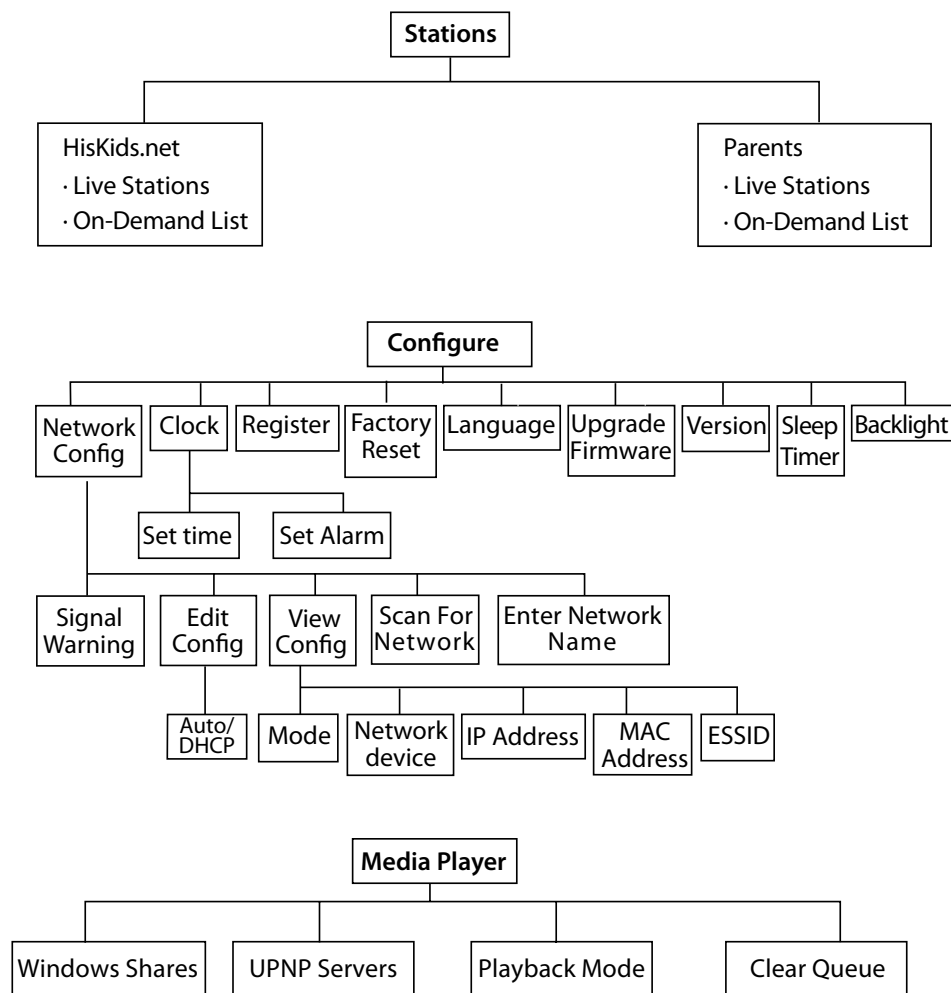 Stations
HisKids.net
· Live Stations
· On-Demand List
Parents
· Live Stations
· On-Demand List
Configure
Network
Config
Clock
Register
Factory
Reset
Language
Upgrade
Firmware
Version
Sleep
Timer
Backlight
Set time
Set Alarm
Signal
Warning
Edit
Config
View
Config
Scan For
Network
Enter Network
Name
Auto/
DHCP
Mode
Network
device
IP Address
MAC
Address
ESSID
Media Player
Windows Shares
UPNP Servers
Playback Mode
Clear Queue